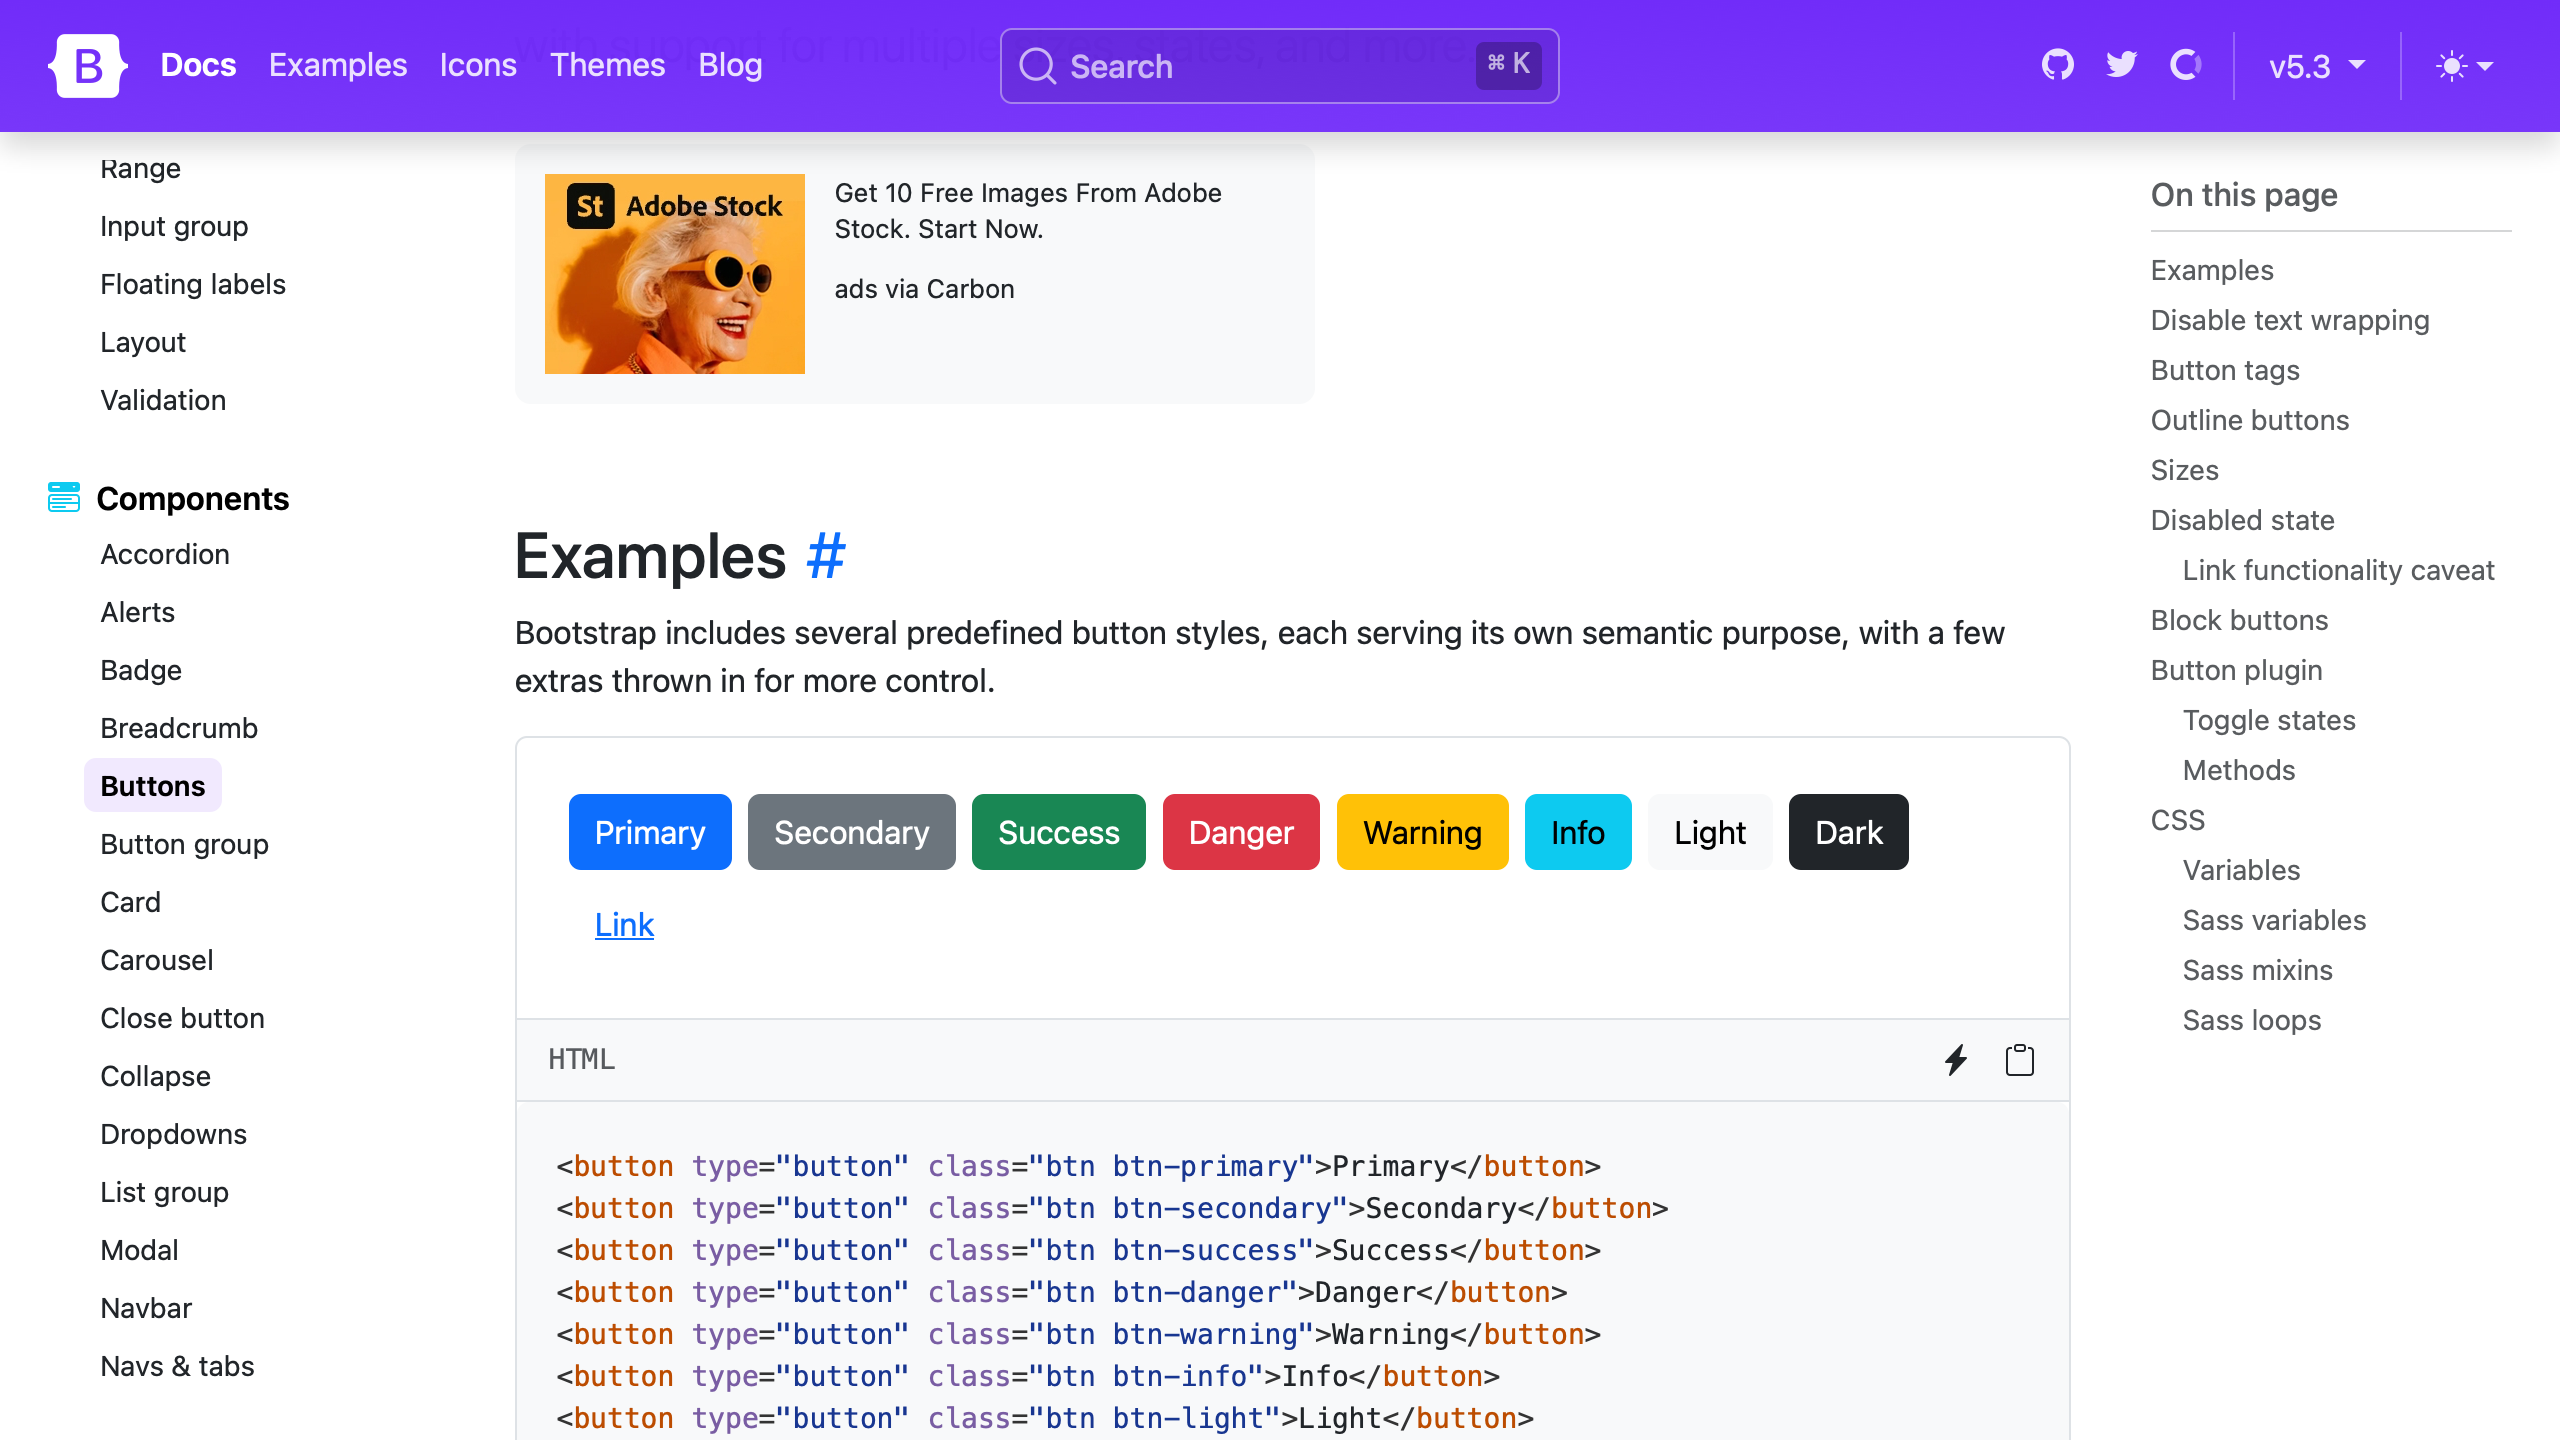 with support for multiple sizes, states, and more.
B
Docs
Examples
Icons
Themes
Blog
Search
⌘ K
v5.3
Range
Input group
Floating labels
Layout
Validation
Components
Accordion
Alerts
Badge
Breadcrumb
Buttons
Button group
Card
Carousel
Close button
Collapse
Dropdowns
List group
Modal
Navbar
Navs & tabs
St Adobe Stock
Get 10 Free Images From Adobe
Stock. Start Now.
ads via Carbon
Examples #
Bootstrap includes several predefined button styles, each serving its own semantic purpose, with a few
extras thrown in for more control.
Primary
Secondary
Success
Danger
Warning
Info
Light
Dark
Link
HTML
<button type="button" class="btn btn-primary">Primary</button>
<button type="button" class="btn btn-secondary">Secondary</button>
<button type="button" class="btn btn-success">Success</button>
<button type="button" class="btn btn-danger">Danger</button>
<button type="button" class="btn btn-warning">Warning</button>
<button type="button" class="btn btn-info">Info</button>
<button type="button" class="btn btn-light">Light</button>
On this page
Examples
Disable text wrapping
Button tags
Outline buttons
Sizes
Disabled state
Link functionality caveat
Block buttons
Button plugin
Toggle states
Methods
CSS
Variables
Sass variables
Sass mixins
Sass loops